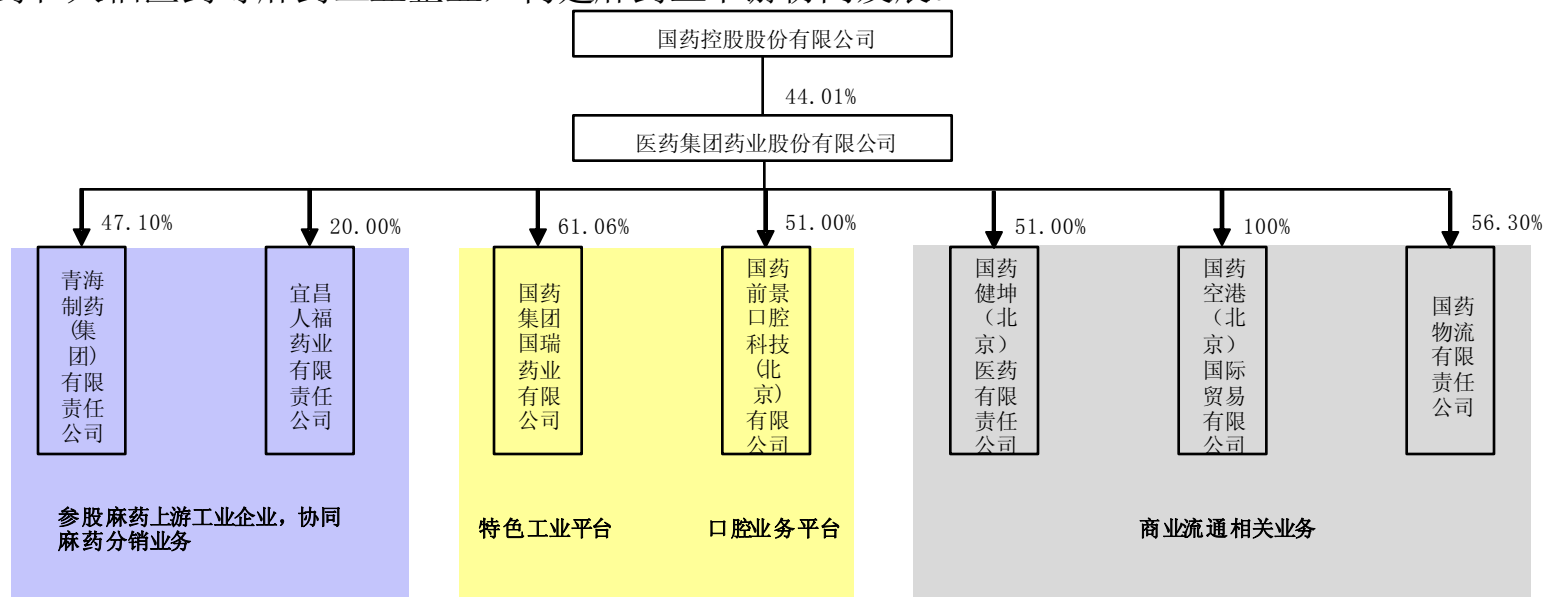 国药控股股份有限公司
44.01%
医药集团药业股份有限公司
47.10%
20.00%
61.06%
51.00%
51.00%
100%
56.30%
青海
制药
(集
团)
有限
责任
公司
宜昌
人福
药业
有限
责任
公司
国药
集团
国瑞
药业
有限
公司
国药
前景
口腔
科技
(北
京)
有限
公司
国药
健坤
（北
京）
医药
有限
责任
公司
国药
空港
（北
京）
国际
贸易
有限
公司
国药
物流
有限
责任
公司
参股麻药上游工业企业，协同
麻药分销业务
特色工业平台
口腔业务平台
商业流通相关业务